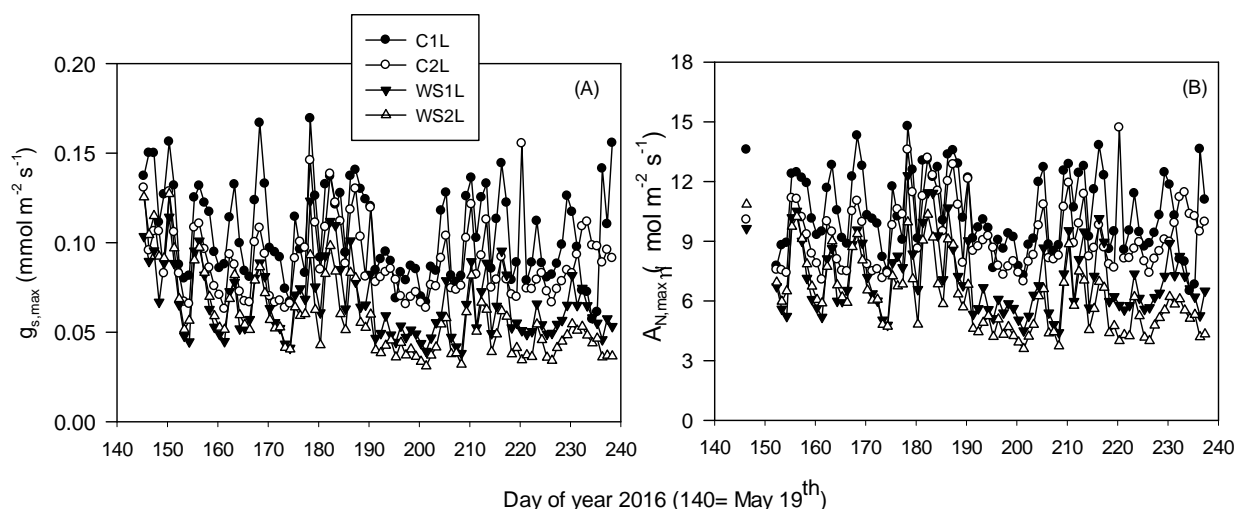 C1L
C2L
WS1L
WS2L
(A)
(B)
g_s,max (mmol m⁻² s⁻¹)
0.20
0.15
0.10
0.05
0.00
140 150 160 170 180 190 200 210 220 230 240
A_N,max ( mol m⁻² s⁻¹)
18
15
12
9
6
3
0
140 150 160 170 180 190 200 210 220 230 240
Day of year 2016 (140= May 19th)